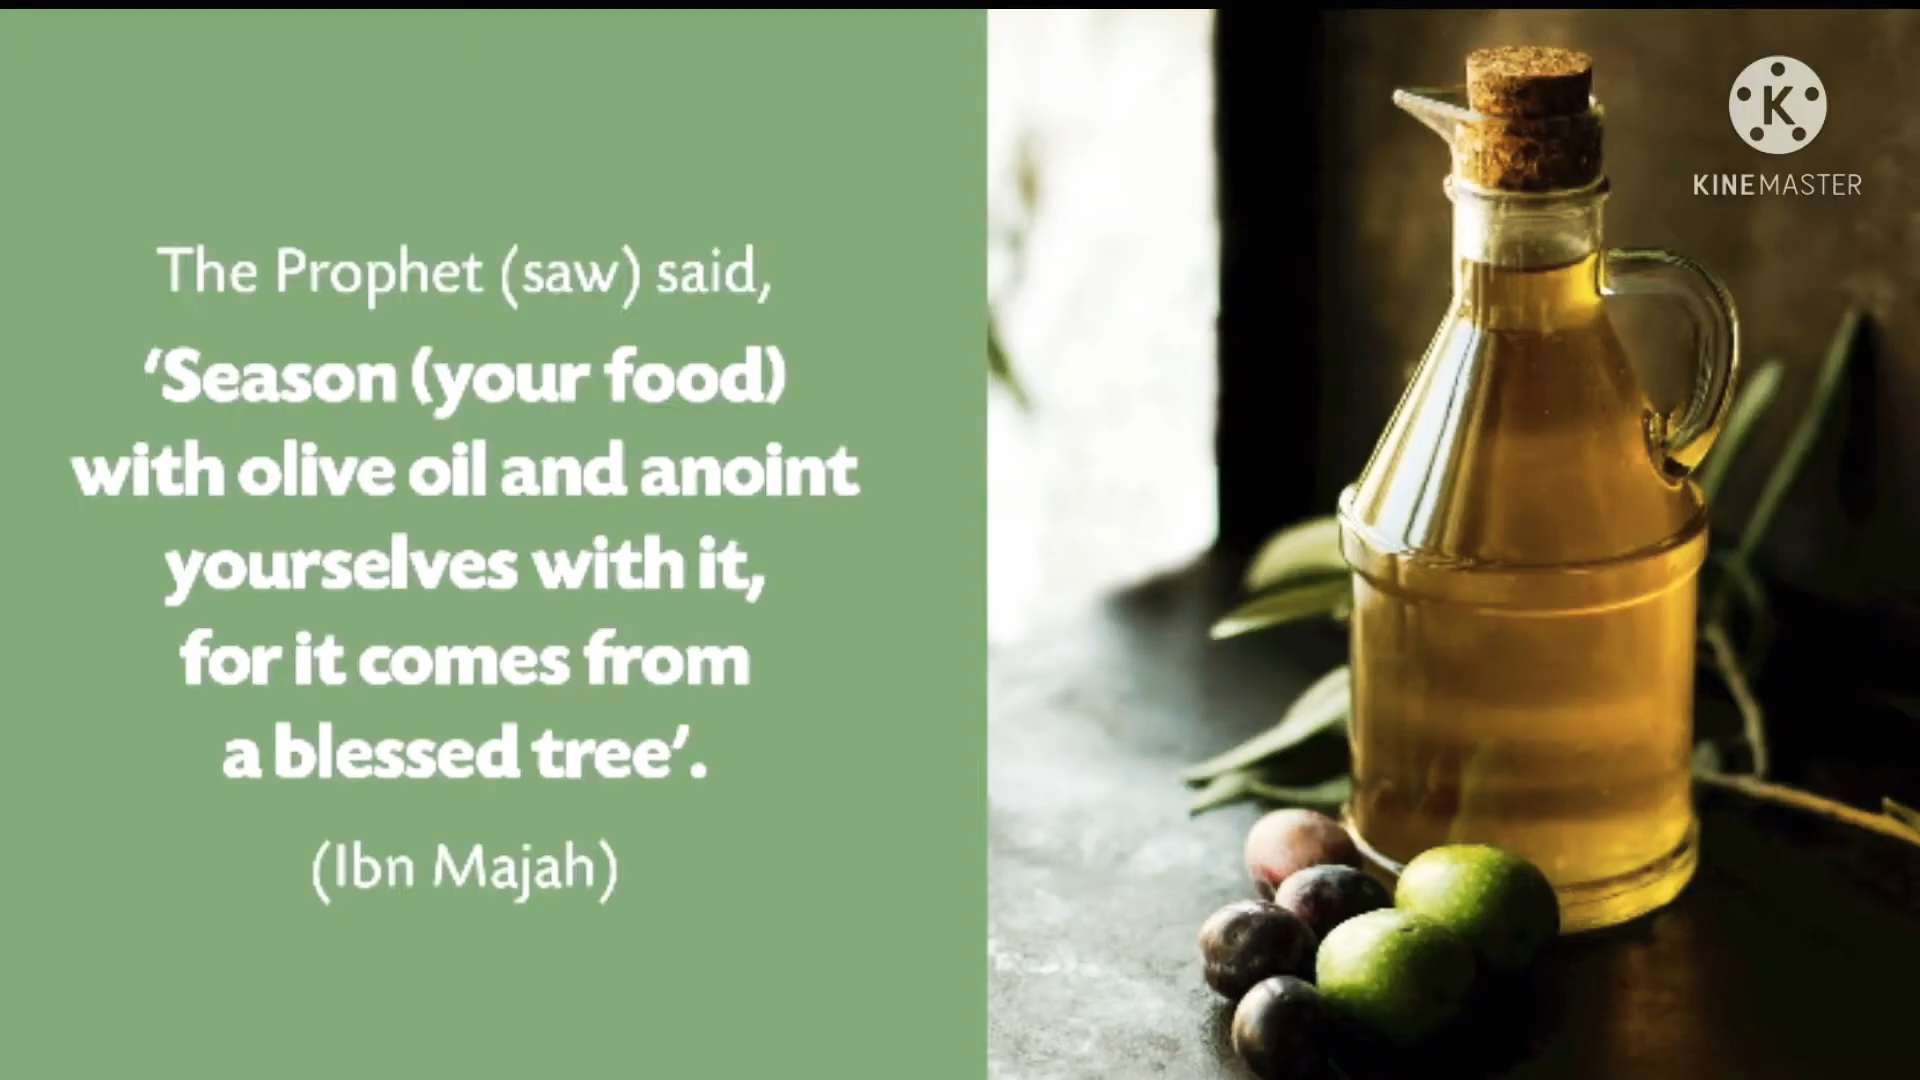 The Prophet (saw) said,
‘Season (your food)
with olive oil and anoint
yourselves with it,
for it comes from
a blessed tree’.
(Ibn Majah)
K
KINEMASTER